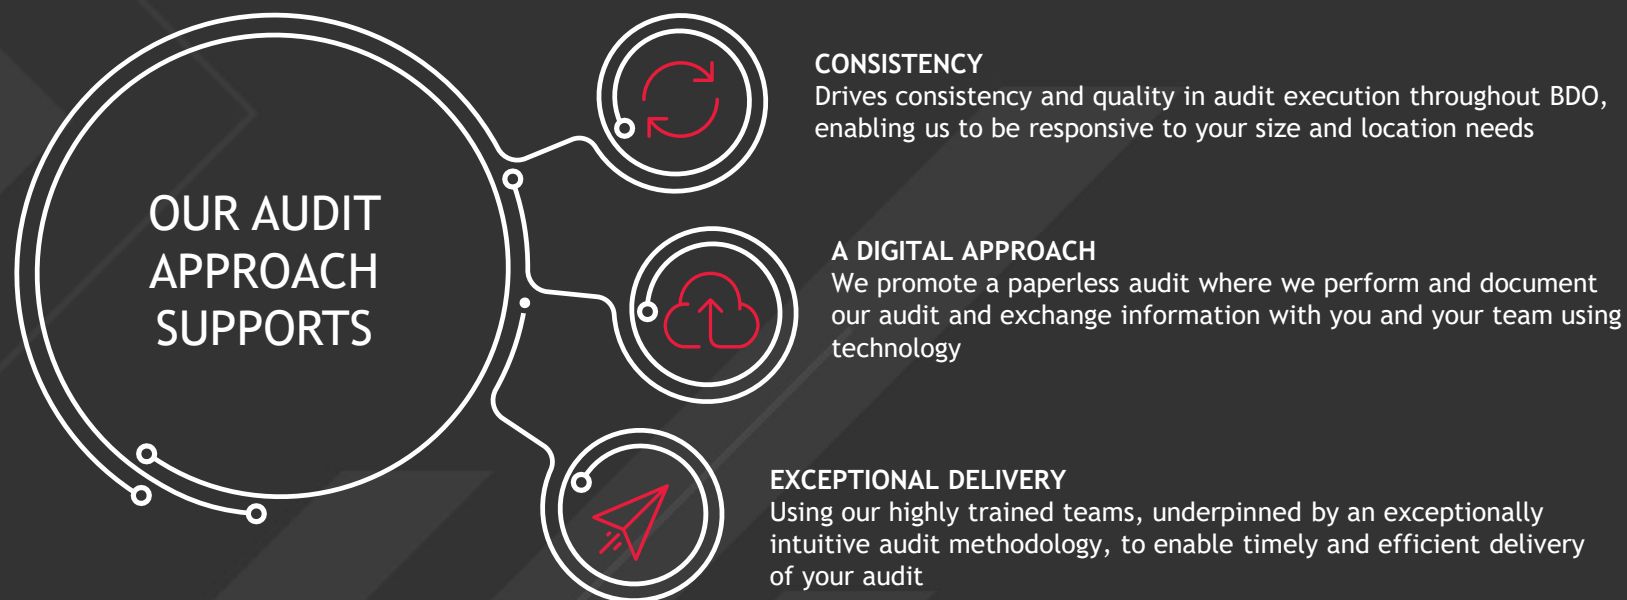 OUR AUDIT
APPROACH
SUPPORTS
CONSISTENCY
Drives consistency and quality in audit execution throughout BDO,
enabling us to be responsive to your size and location needs
A DIGITAL APPROACH
We promote a paperless audit where we perform and document
our audit and exchange information with you and your team using
technology
EXCEPTIONAL DELIVERY
Using our highly trained teams, underpinned by an exceptionally
intuitive audit methodology, to enable timely and efficient delivery
of your audit